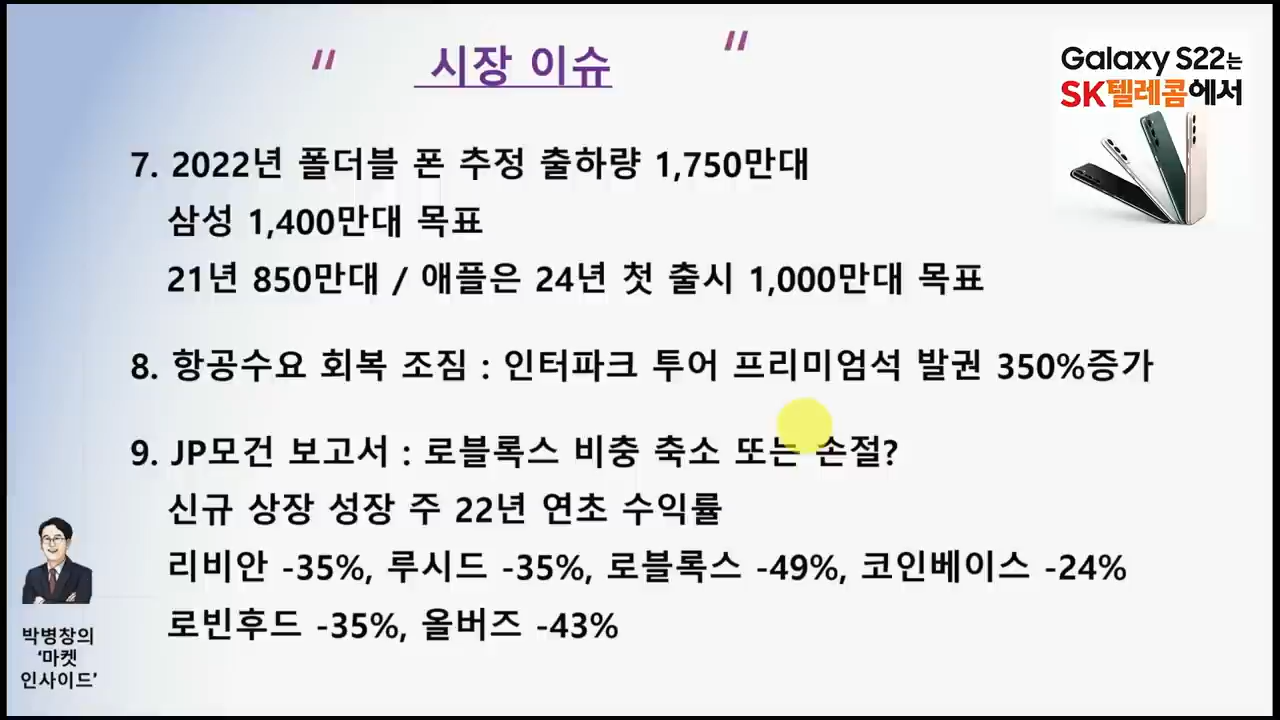 " 시장 이슈 "
Galaxy S22는
SK텔레콤에서
7. 2022년 폴더블 폰 추정 출하량 1,750만대
삼성 1,400만대 목표
21년 850만대 / 애플은 24년 첫 출시 1,000만대 목표
8. 항공수요 회복 조짐 : 인터파크 투어 프리미엄석 발권 350%증가
9. JP모건 보고서 : 로블록스 비중 축소 또는 손절?
신규 상장 성장 주 22년 연초 수익률
리비안 -35%, 루시드 -35%, 로블록스 -49%, 코인베이스 -24%
로빈후드 -35%, 올버즈 -43%
박병창의
‘마켓
인사이드’